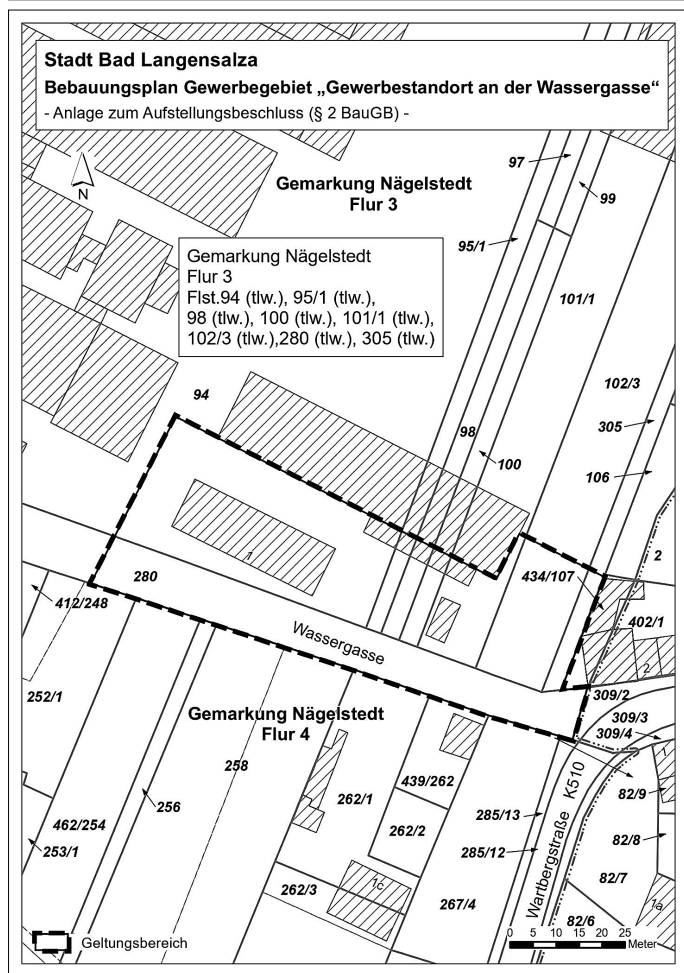 Stadt Bad Langensalza
Bebauungsplan Gewerbegebiet „Gewerbestandort an der Wassergasse“
- Anlage zum Aufstellungsbeschluss (§ 2 BauGB) -
97
N
Gemarkung Nägelstedt
Flur 3
99
95/1
Gemarkung Nägelstedt
Flur 3
Flst.94 (tlw.), 95/1 (tlw.),
98 (tlw.), 100 (tlw.), 101/1 (tlw.),
102/3 (tlw.),280 (tlw.), 305 (tlw.)
101/1
102/3
94
305
98
100
106
1
2
280
434/107
412/248
402/1
Wassergasse
2
252/1
309/2
Gemarkung Nägelstedt
Flur 4
309/3
309/4
258
1
439/262
K510
82/9
256
262/1
285/13
462/254
262/2
82/8
253/1
285/12
Wartbergstraße
82/7
1c
262/3
267/4
1a
82/6
Geltungsbereich
0 5 10 15 20 25
Meter